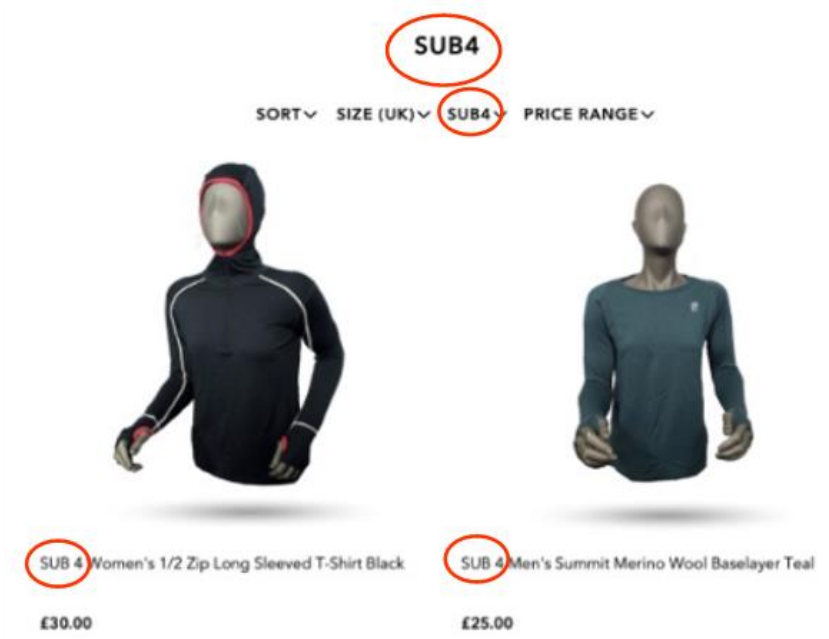 SUB4
SORT SIZE (UK) SUB4 PRICE RANGE
SUB 4 Women's 1/2 Zip Long Sleeved T-Shirt Black
SUB 4 Men's Summit Merino Wool Baselayer Teal
£30.00
£25.00